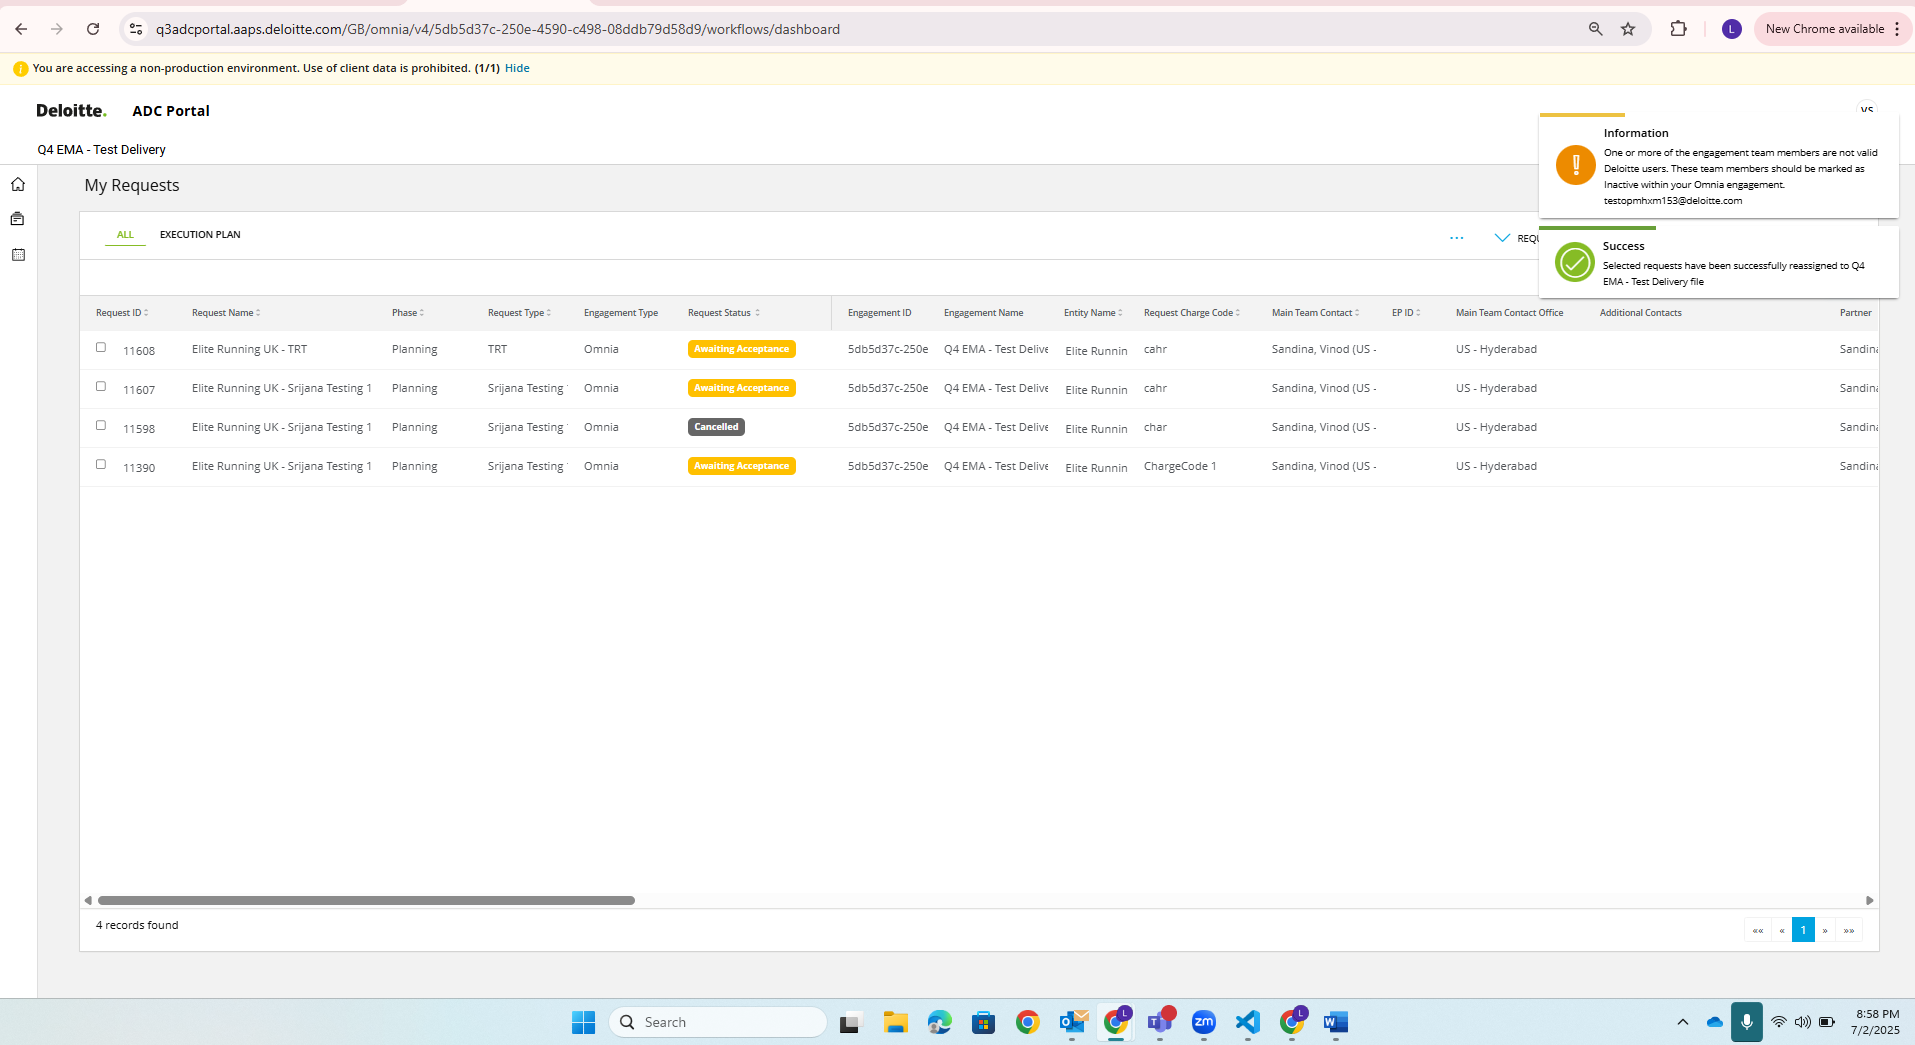 q3adcportal.aaps.deloitte.com/GB/omnia/v4/5db5d37c-250e-4590-c498-08ddb79d58d9/workflows/dashboard
L
New Chrome available
You are accessing a non-production environment. Use of client data is prohibited. (1/1) Hide
Deloitte. ADC Portal
VS
Q4 EMA - Test Delivery
Information
One or more of the engagement team members are not valid
Deloitte users. These team members should be marked as
Inactive within your Omnia engagement.
testopmhxm153@deloitte.com
My Requests
ALL EXECUTION PLAN
... REQU
Success
Selected requests have been successfully reassigned to Q4
EMA - Test Delivery file
Request ID Request Name Phase Request Type Engagement Type Request Status Engagement ID Engagement Name Entity Name Request Charge Code Main Team Contact EP ID Main Team Contact Office Additional Contacts Partner
11608 Elite Running UK - TRT Planning TRT Omnia Awaiting Acceptance 5db5d37c-250e Q4 EMA - Test Delive Elite Runnin cahr Sandina, Vinod (US - US - Hyderabad Sandina
11607 Elite Running UK - Srijana Testing 1 Planning Srijana Testing Omnia Awaiting Acceptance 5db5d37c-250e Q4 EMA - Test Delive Elite Runnin cahr Sandina, Vinod (US - US - Hyderabad Sandina
11598 Elite Running UK - Srijana Testing 1 Planning Srijana Testing Omnia Cancelled 5db5d37c-250e Q4 EMA - Test Delive Elite Runnin char Sandina, Vinod (US - US - Hyderabad Sandina
11390 Elite Running UK - Srijana Testing 1 Planning Srijana Testing Omnia Awaiting Acceptance 5db5d37c-250e Q4 EMA - Test Delive Elite Runnin ChargeCode 1 Sandina, Vinod (US - US - Hyderabad Sandina
4 records found
«« « 1 » »»
Search
8:58 PM
7/2/2025